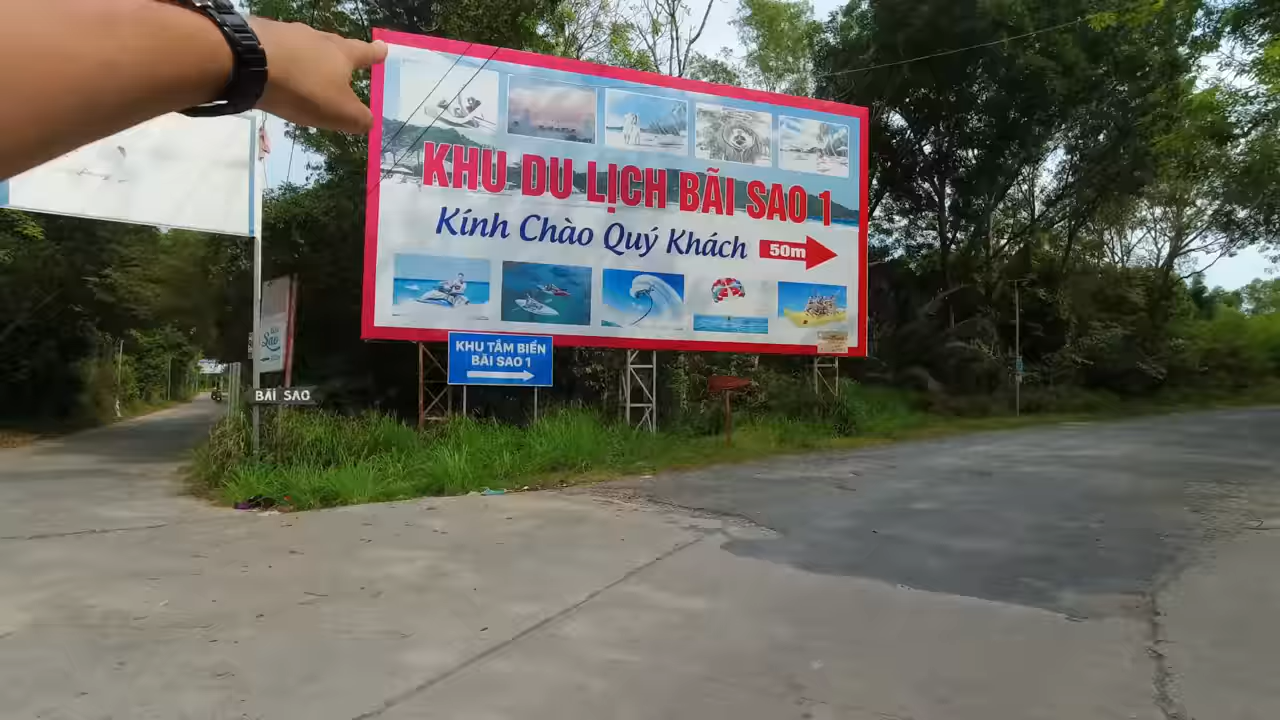 KHU DU LỊCH BÃI SAO 1
Kính Chào Quý Khách
50m
KHU TẮM BIỂN
BÃI SAO 1
Sao
BÃI SAO